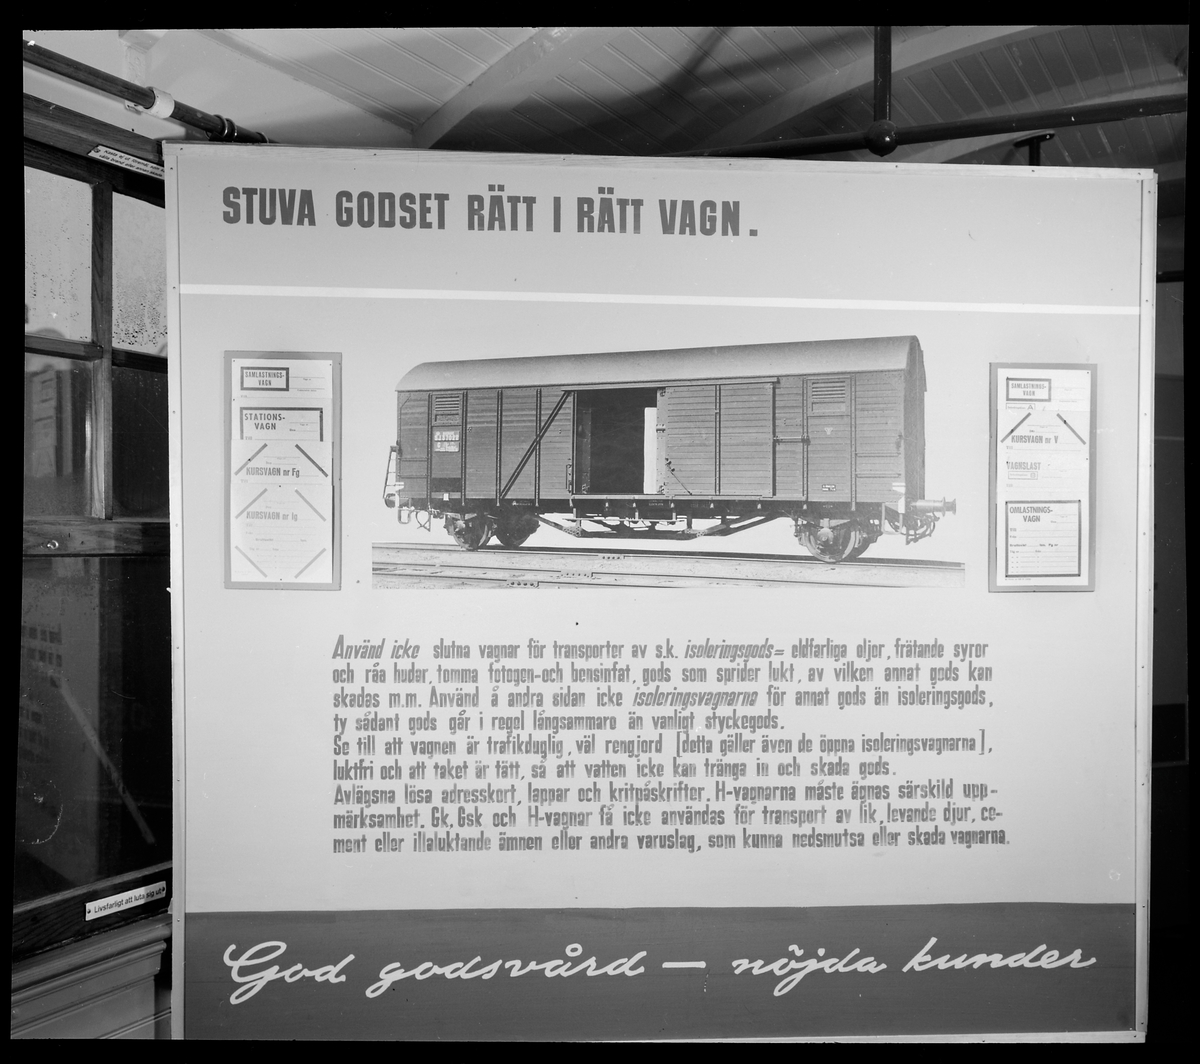 STUVA GODSET RÄTT I RÄTT VAGN.
SAMLASTNINGS-
VAGN
STATIONS-
VAGN
KURSVAGN nr Fg
KURSVAGN nr Ig
SAMLASTNINGS-
VAGN
KURSVAGN nr V
VAGNSLAST
OMLASTNINGS-
VAGN
Använd icke slutna vagnar för transporter av s.k. isoleringsgods= eldfarliga oljor, frätande syror
och råa hudar, tomma fotogen-och bensinfat, gods som sprider lukt, av vilken annat gods kan
skadas m.m. Använd å andra sidan icke isoleringsvagnarna för annat gods än isoleringsgods,
ty sådant gods går i regel långsammare än vanligt styckegods.
Se till att vagnen är trafikduglig, väl rengjord [detta gäller även de öppna isoleringsvagnarna],
luktfri och att taket är tätt, så att vatten icke kan tränga in och skada gods.
Avlägsna lösa adresskort, lappar och kritpåskrifter. H-vagnarna måste ägnas särskild upp-
märksamhet. Gk, Gsk och H-vagnar få icke användas för transport av lik, levande djur, ce-
ment eller illaluktande ämnen eller andra varuslag, som kunna nedsmutsa eller skada vagnarna.
Livsfarligt att luta sig ut
God godsvård — nöjda kunder